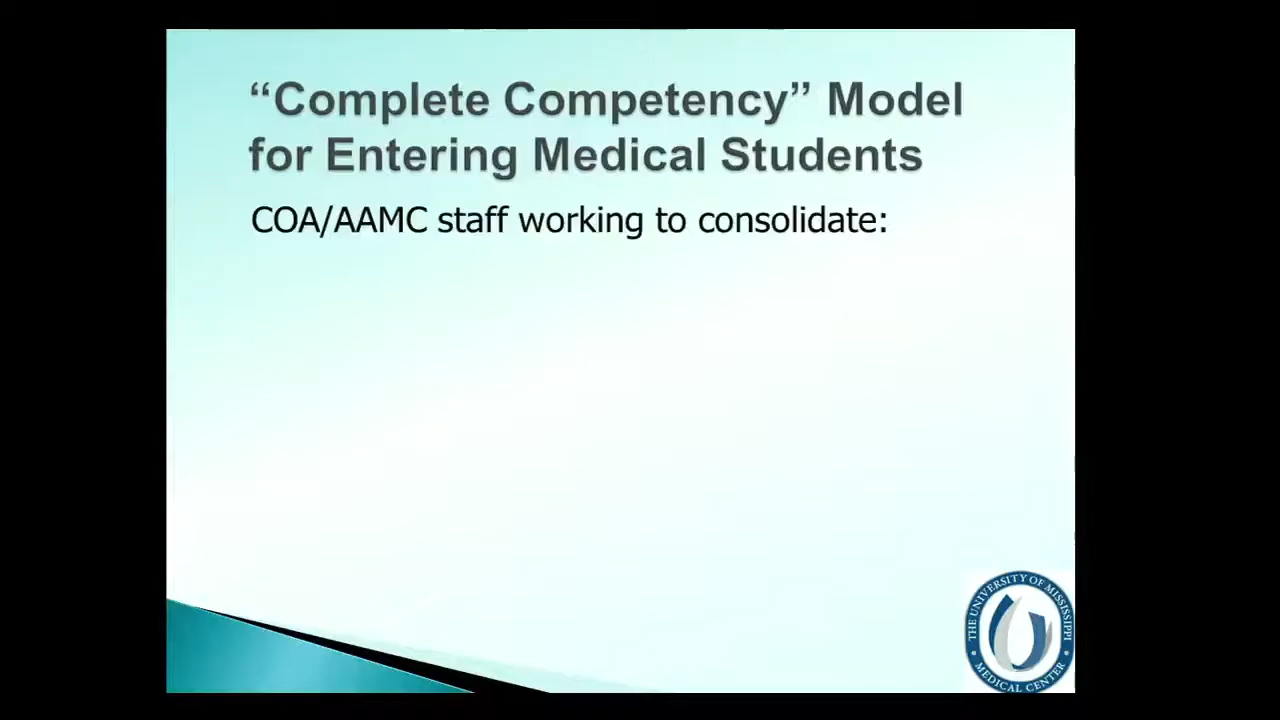 “Complete Competency” Model
for Entering Medical Students
COA/AAMC staff working to consolidate:
THE UNIVERSITY OF MISSISSIPPI
MEDICAL CENTER